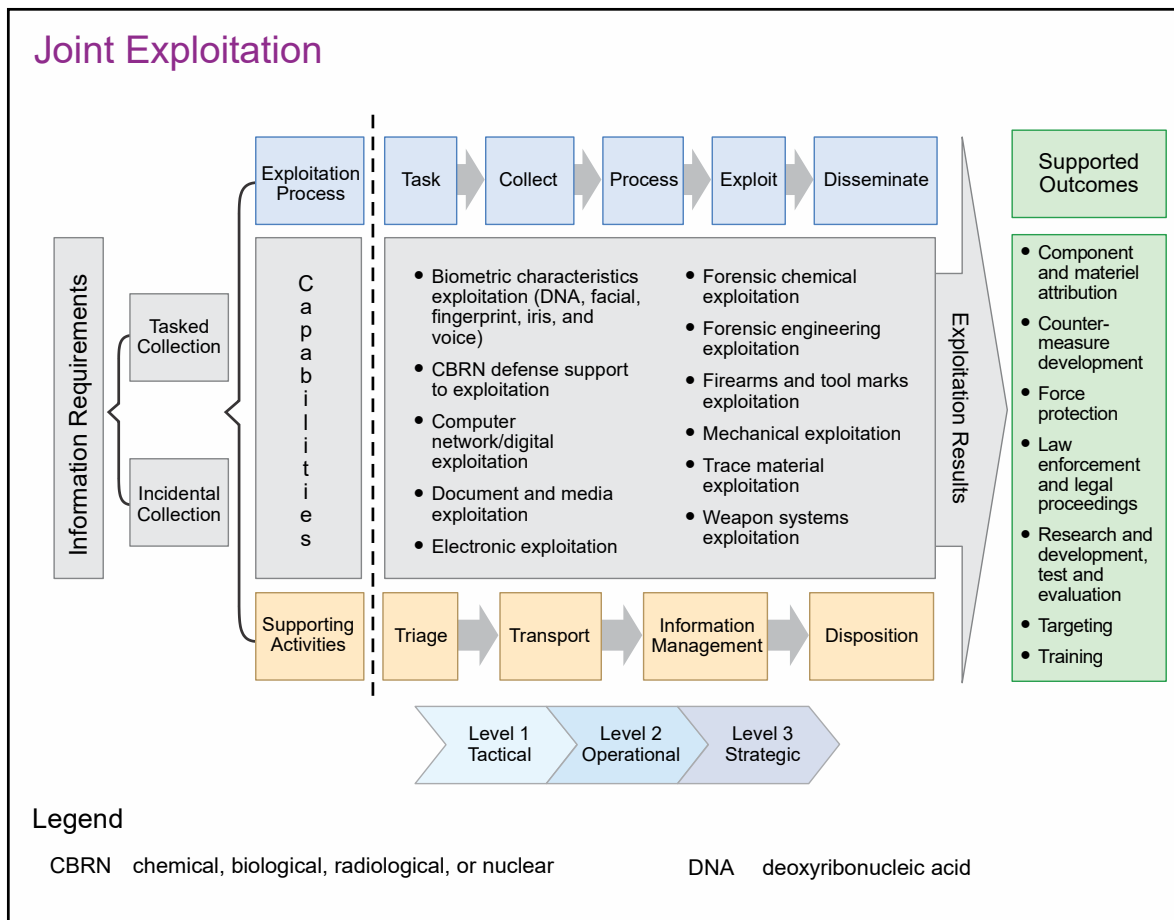 Joint Exploitation
Exploitation
Process
Task
Collect
Process
Exploit
Disseminate
Supported
Outcomes
Information Requirements
Tasked
Collection
Incidental
Collection
Capabilities
• Biometric characteristics
exploitation (DNA, facial,
fingerprint, iris, and
voice)
• CBRN defense support
to exploitation
• Computer
network/digital
exploitation
• Document and media
exploitation
• Electronic exploitation
• Forensic chemical
exploitation
• Forensic engineering
exploitation
• Firearms and tool marks
exploitation
• Mechanical exploitation
• Trace material
exploitation
• Weapon systems
exploitation
Exploitation Results
• Component
and materiel
attribution
• Counter-
measure
development
• Force
protection
• Law
enforcement
and legal
proceedings
• Research and
development,
test and
evaluation
• Targeting
• Training
Supporting
Activities
Triage
Transport
Information
Management
Disposition
Level 1
Tactical
Level 2
Operational
Level 3
Strategic
Legend
CBRN chemical, biological, radiological, or nuclear
DNA deoxyribonucleic acid